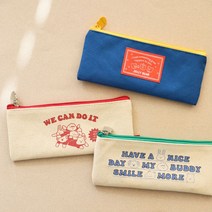 WE CAN DO IT
HAVE A NICE
DAY MY BUDDY
SMILE MORE